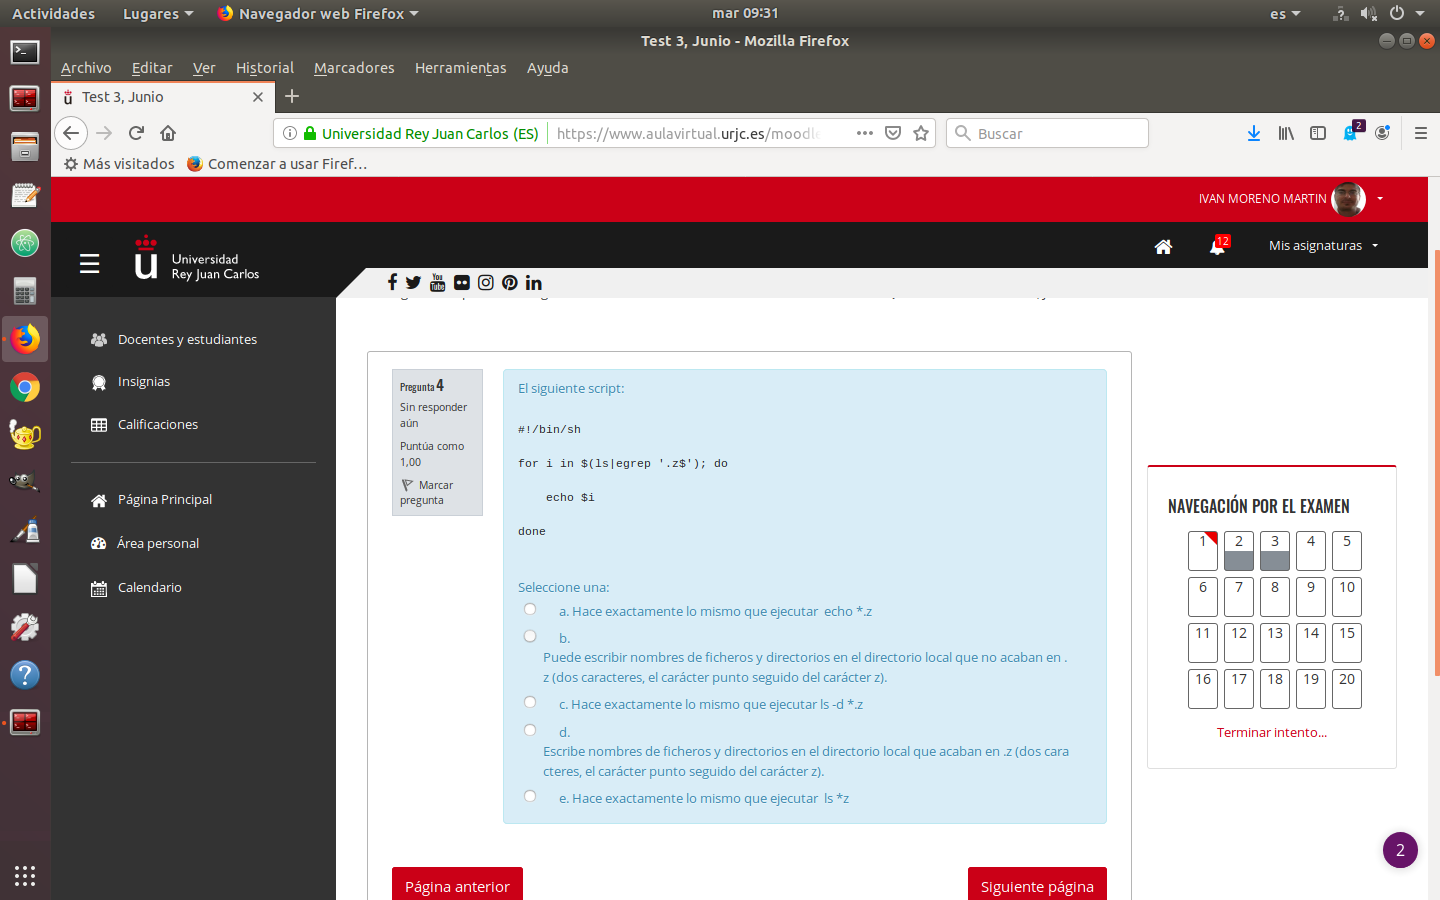 Actividades
Lugares
Navegador web Firefox
mar 09:31
es
Test 3, Junio - Mozilla Firefox
Archivo
Editar
Ver
Historial
Marcadores
Herramientas
Ayuda
Test 3, Junio
Universidad Rey Juan Carlos (ES)
https://www.aulavirtual.urjc.es/moodle
Buscar
2
Más visitados
Comenzar a usar Firef...
IVAN MORENO MARTIN
Universidad
Rey Juan Carlos
12
Mis asignaturas
You
Tube
Docentes y estudiantes
Insignias
Calificaciones
Página Principal
Área personal
Calendario
Pregunta 4
Sin responder
aún
Puntúa como
1,00
Marcar
pregunta
El siguiente script:
#!/bin/sh
for i in $(ls|egrep '.z$'); do
echo $i
done
Seleccione una:
a. Hace exactamente lo mismo que ejecutar echo *.z
b.
Puede escribir nombres de ficheros y directorios en el directorio local que no acaban en .
z (dos caracteres, el carácter punto seguido del carácter z).
c. Hace exactamente lo mismo que ejecutar ls -d *.z
d.
Escribe nombres de ficheros y directorios en el directorio local que acaban en .z (dos cara
cteres, el carácter punto seguido del carácter z).
e. Hace exactamente lo mismo que ejecutar ls *z
Página anterior
Siguiente página
NAVEGACIÓN POR EL EXAMEN
1 2 3 4 5
6 7 8 9 10
11 12 13 14 15
16 17 18 19 20
Terminar intento...
2